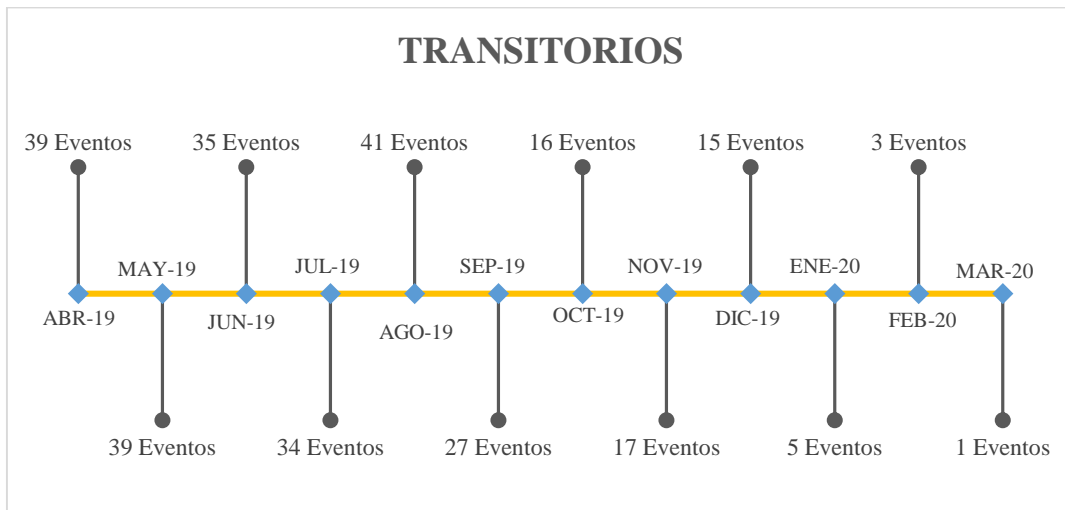 TRANSITORIOS
39 Eventos
35 Eventos
41 Eventos
16 Eventos
15 Eventos
3 Eventos
MAY-19
JUL-19
SEP-19
NOV-19
ENE-20
MAR-20
ABR-19
JUN-19
AGO-19
OCT-19
DIC-19
FEB-20
39 Eventos
34 Eventos
27 Eventos
17 Eventos
5 Eventos
1 Eventos